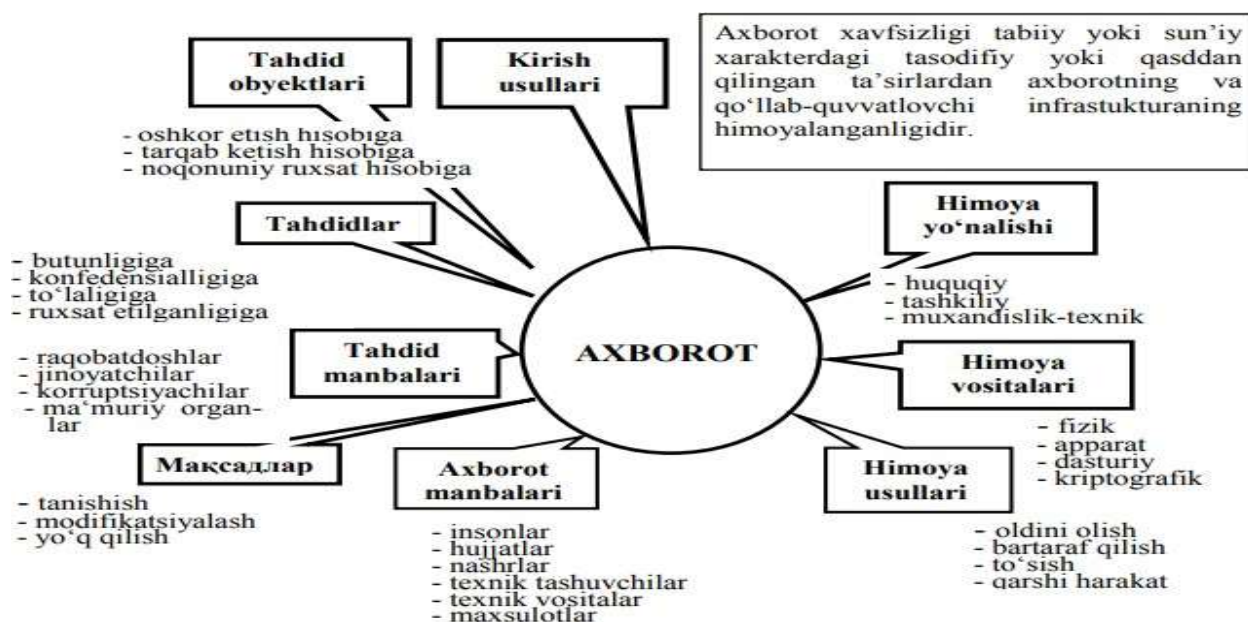 Tahdid
obyektlari
- oshkor etish hisobiga
- tarqab ketish hisobiga
- noqonuniy ruxsat hisobiga
Kirish
usullari
Axborot xavfsizligi tabiiy yoki sun’iy
xarakterdagi tasodifiy yoki qasddan
qilingan ta’sirlardan axborotning va
qo‘llab-quvvatlovchi infrastukturaning
himoyalanganligidir.
Tahdidlar
- butunligiga
- konfedensialligiga
- to‘laligiga
- ruxsat etilganligiga
Himoya
yo‘nalishi
- huquqiy
- tashkiliy
- muxandislik-texnik
Tahdid
manbalari
- raqobatdoshlar
- jinoyatchilar
- korruptsiyachilar
- ma‘muriy organ-
lar
AXBOROT
Himoya
vositalari
- fizik
- apparat
- dasturiy
- kriptografik
Мақсадлар
- tanishish
- modifikatsiyalash
- yo‘q qilish
Axborot
manbalari
- insonlar
- hujjatlar
- nashrlar
- texnik tashuvchilar
- texnik vositalar
- maxsulotlar
Himoya
usullari
- oldini olish
- bartaraf qilish
- to‘sish
- qarshi harakat